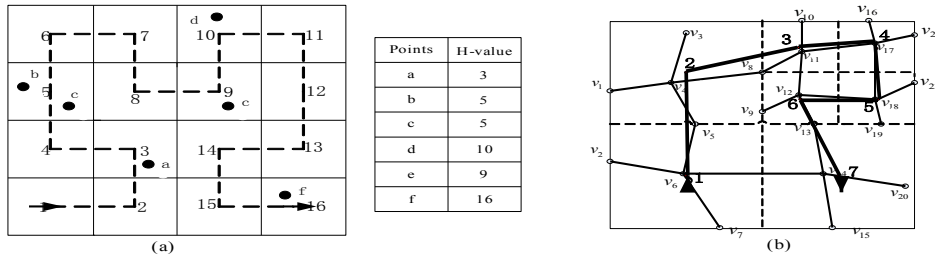 d
6 7 10 11
b
5 c 8 9 c 12
4 3 a 14 13
f
1 2 15 16
(a)
Points H-value
a 3
b 5
c 5
d 10
e 9
f 16
v10 v16
v3 3 4 v2
v11 v17
2 v8
v1 v4 v12 v2
6 5 v18
v9
v5 v13 v19
v2
v6 1 v14 7
v20
v7 v15
(b)